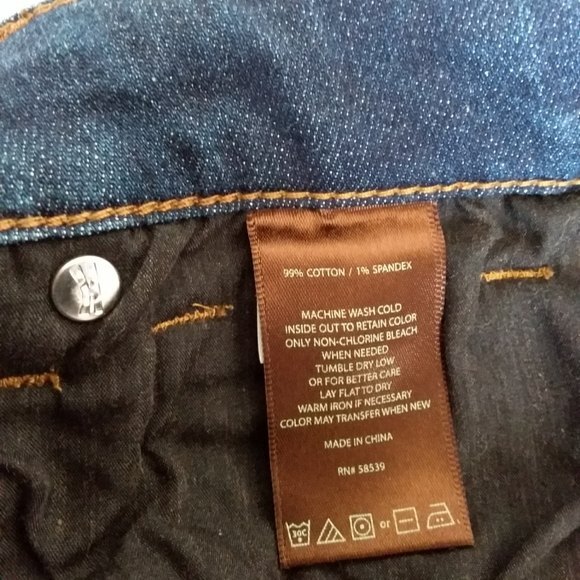 99% COTTON / 1% SPANDEX
MACHINE WASH COLD
INSIDE OUT TO RETAIN COLOR
ONLY NON-CHLORINE BLEACH
WHEN NEEDED
TUMBLE DRY LOW
OR FOR BETTER CARE
LAY FLAT TO DRY
WARM IRON IF NECESSARY
COLOR MAY TRANSFER WHEN NEW
MADE IN CHINA
RN# 58539
30C or